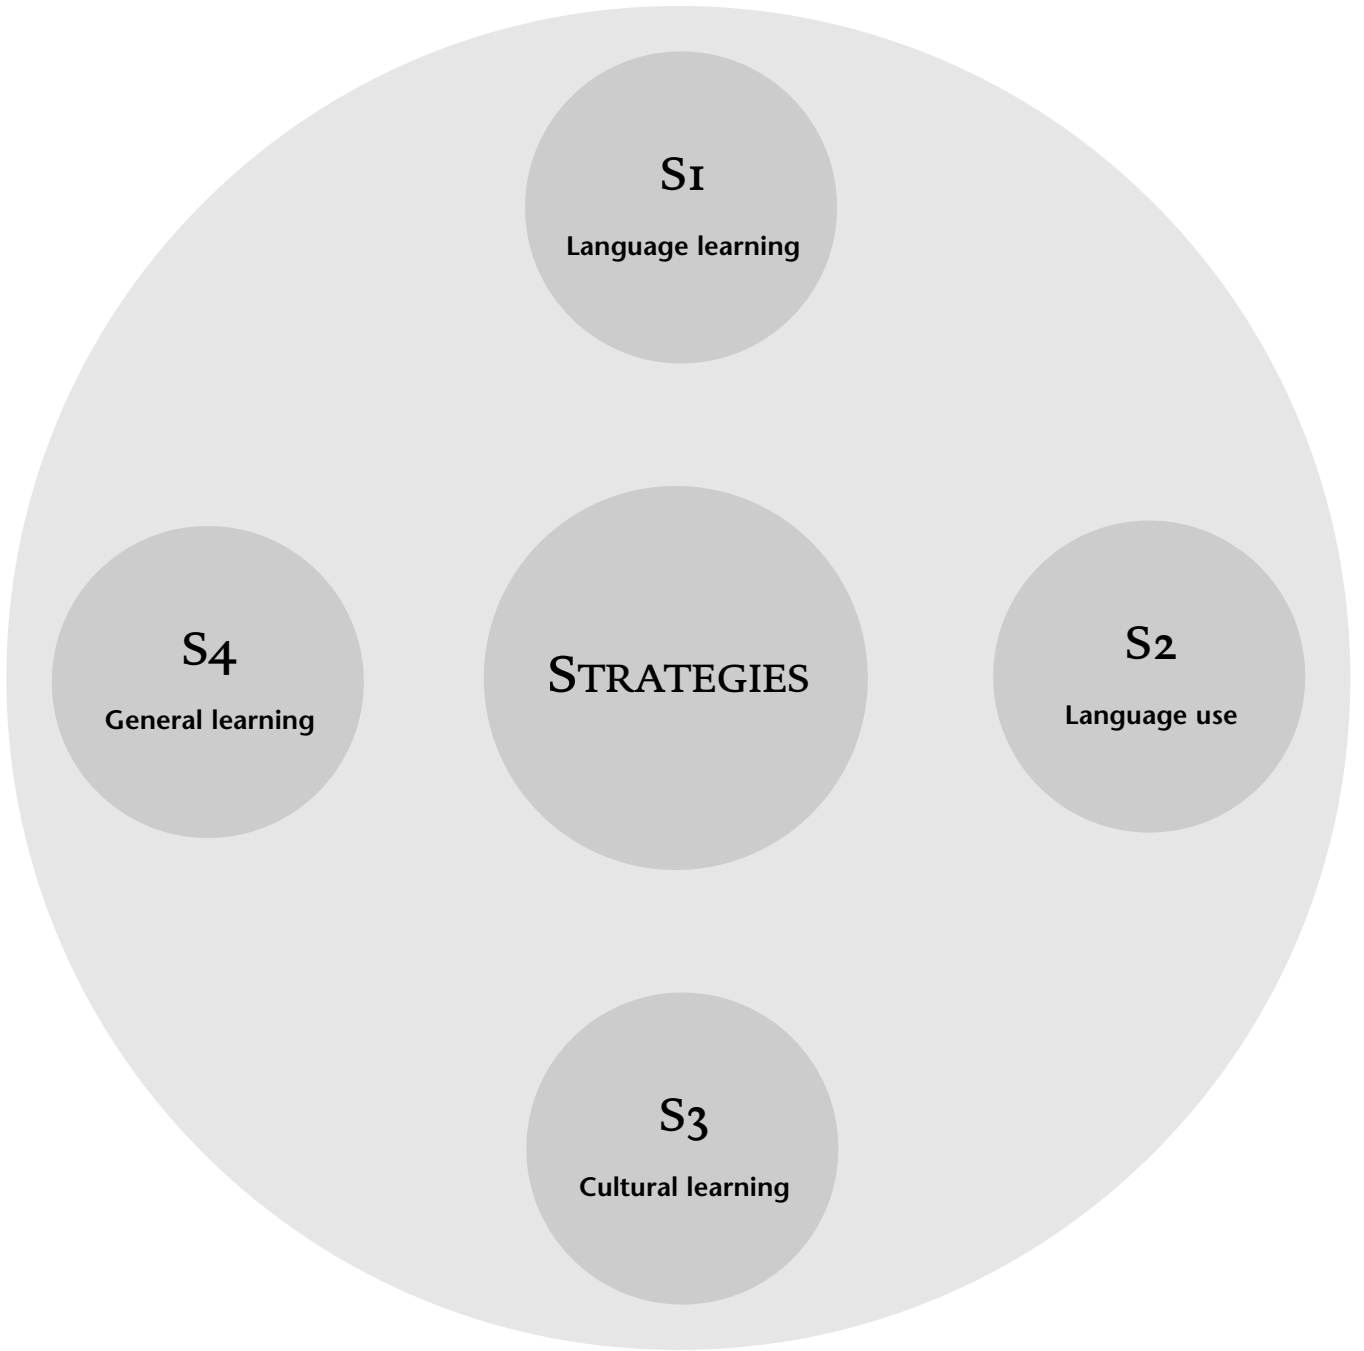 S1
Language learning
S4
General learning
STRATEGIES
S2
Language use
S3
Cultural learning